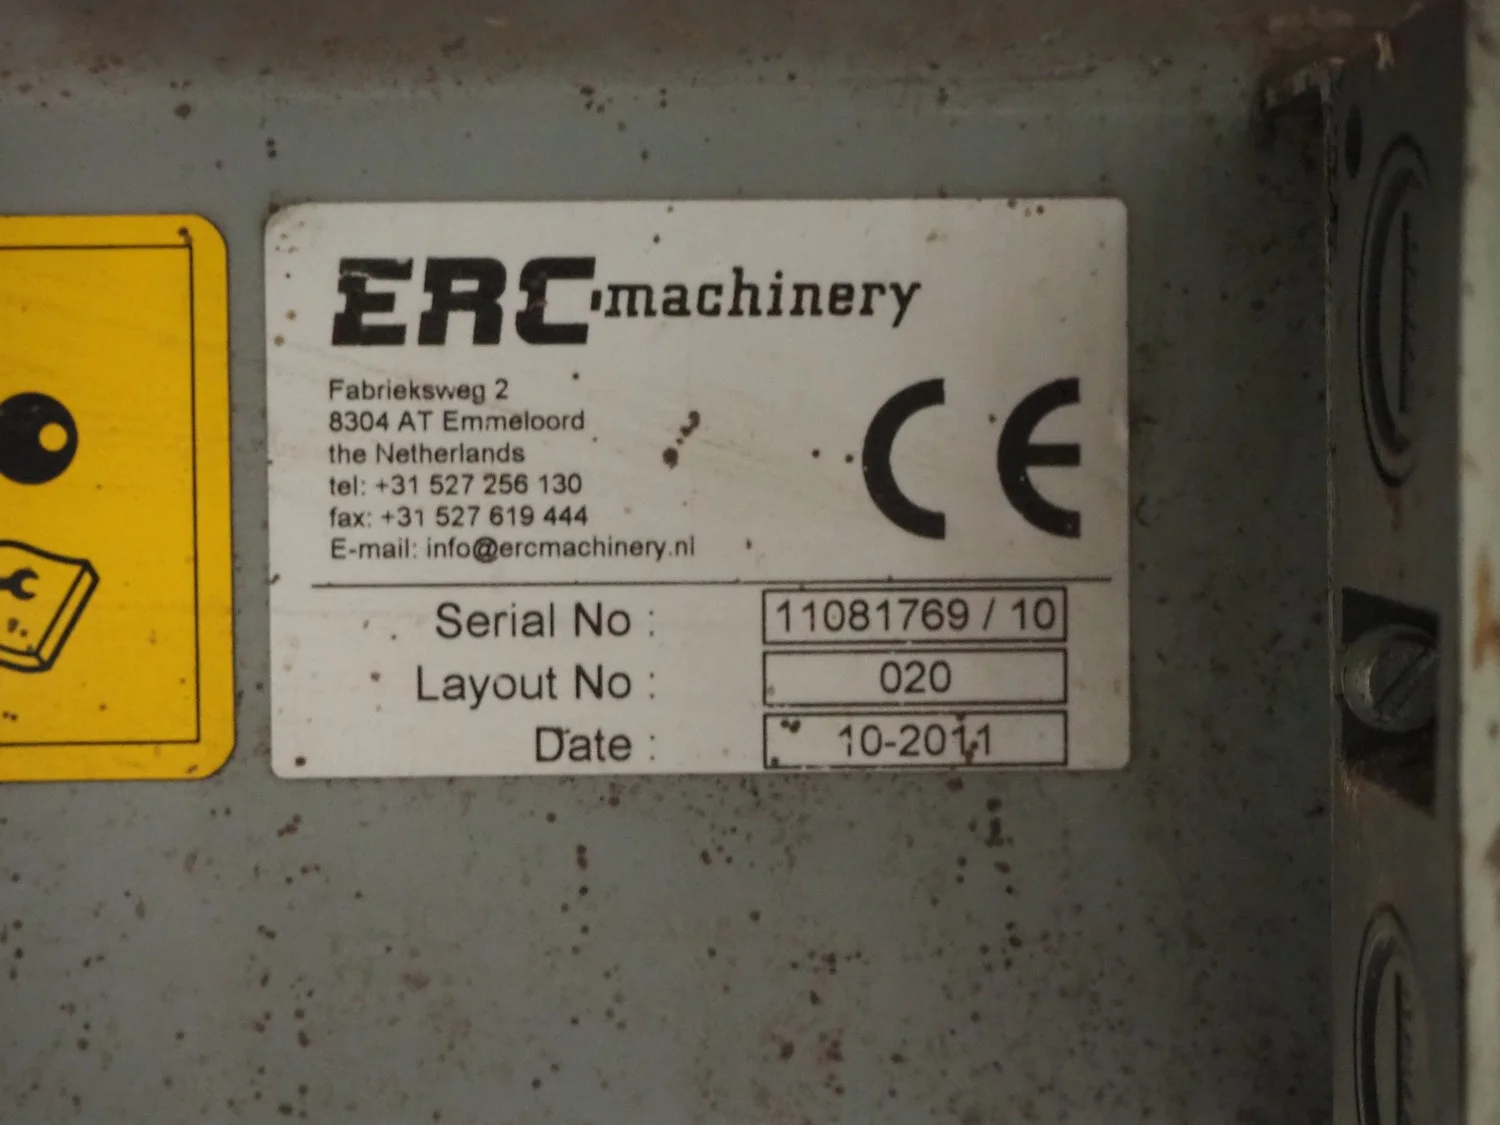 ERC machinery
Fabrieksweg 2
8304 AT Emmeloord
the Netherlands
tel: +31 527 256 130
fax: +31 527 619 444
E-mail: info@ercmachinery.nl
CE
Serial No : 11081769 / 10
Layout No : 020
Date : 10-2011